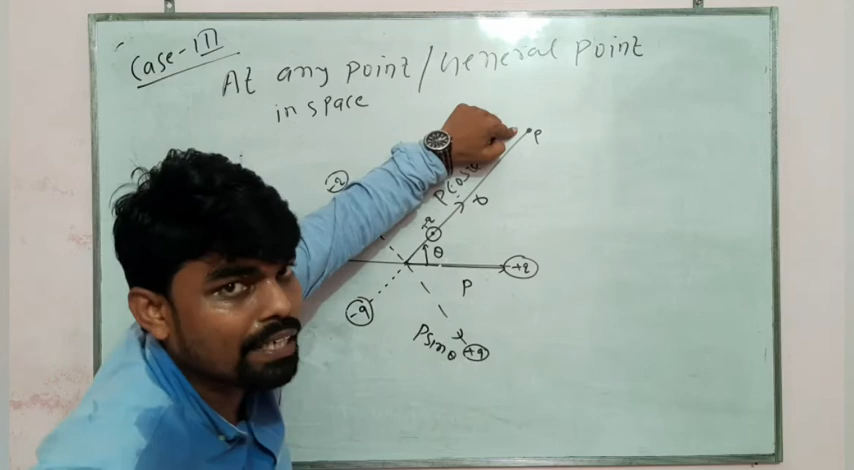 Case-III
At any point/General point
in space
P
-q
P Cosθ
r
+q
θ
+q
P
-q
P Sinθ
+q